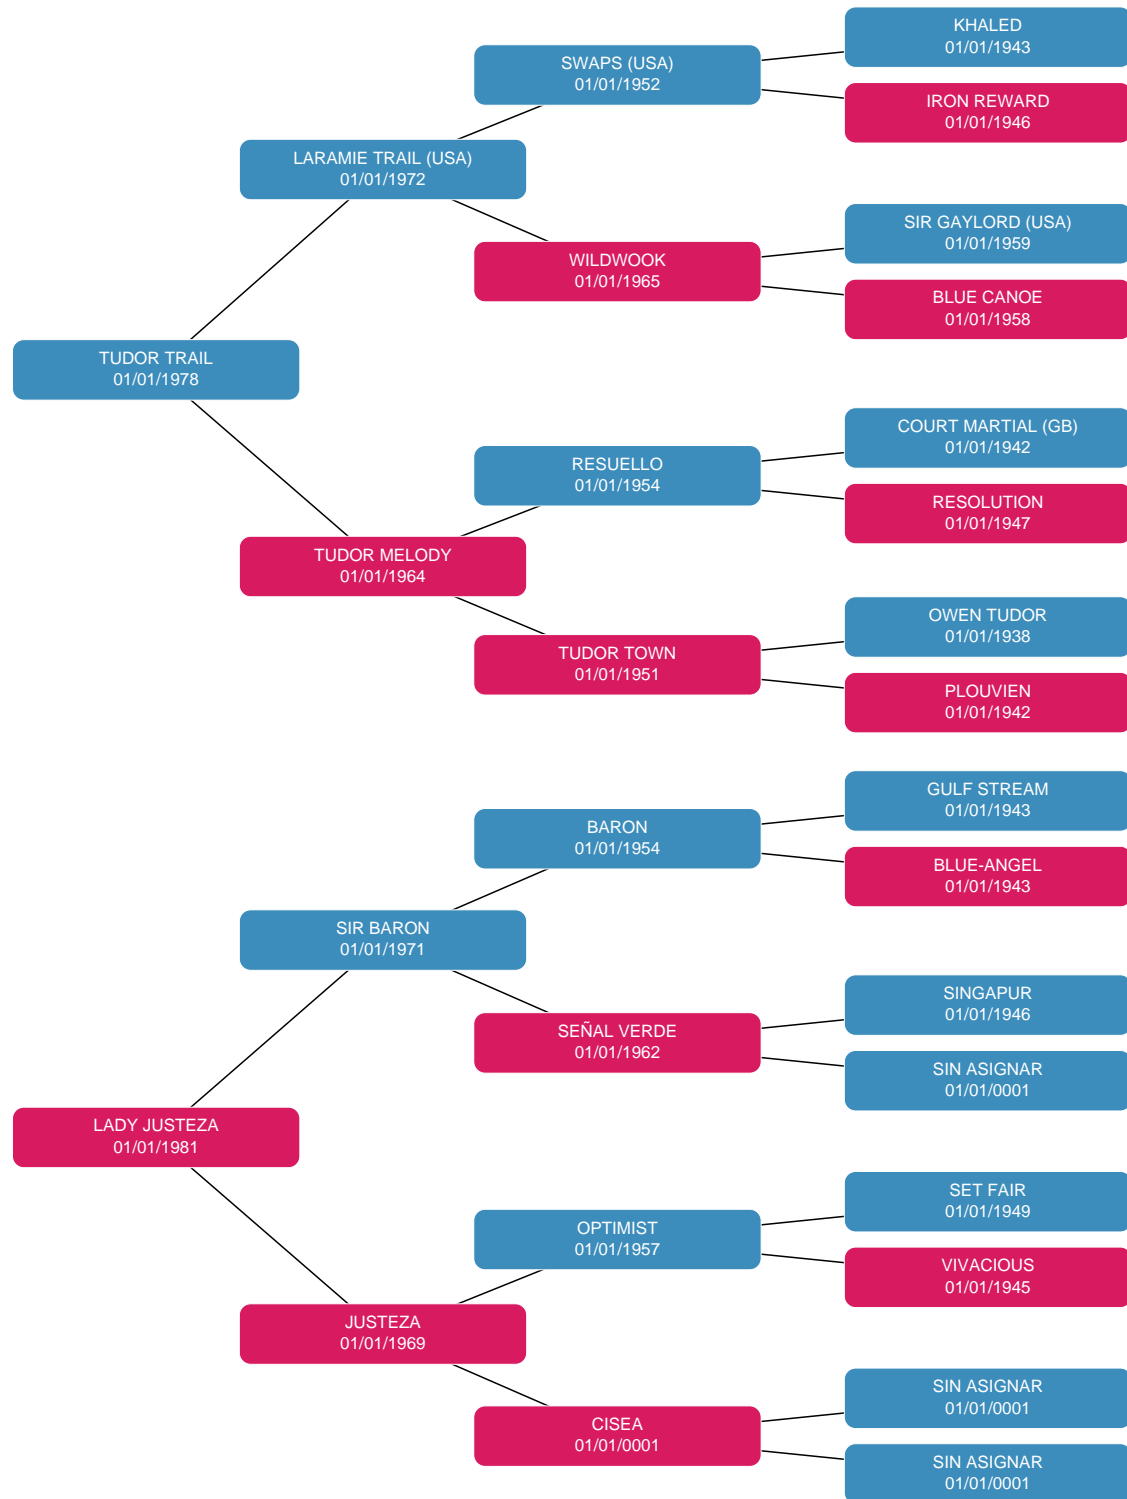 KHALED
01/01/1943
SWAPS (USA)
01/01/1952
IRON REWARD
01/01/1946
LARAMIE TRAIL (USA)
01/01/1972
SIR GAYLORD (USA)
01/01/1959
WILDWOOK
01/01/1965
BLUE CANOE
01/01/1958
TUDOR TRAIL
01/01/1978
COURT MARTIAL (GB)
01/01/1942
RESUELLO
01/01/1954
RESOLUTION
01/01/1947
TUDOR MELODY
01/01/1964
OWEN TUDOR
01/01/1938
TUDOR TOWN
01/01/1951
PLOUVIEN
01/01/1942
GULF STREAM
01/01/1943
BARON
01/01/1954
BLUE-ANGEL
01/01/1943
SIR BARON
01/01/1971
SINGAPUR
01/01/1946
SEÑAL VERDE
01/01/1962
SIN ASIGNAR
01/01/0001
LADY JUSTEZA
01/01/1981
SET FAIR
01/01/1949
OPTIMIST
01/01/1957
VIVACIOUS
01/01/1945
JUSTEZA
01/01/1969
SIN ASIGNAR
01/01/0001
CISEA
01/01/0001
SIN ASIGNAR
01/01/0001